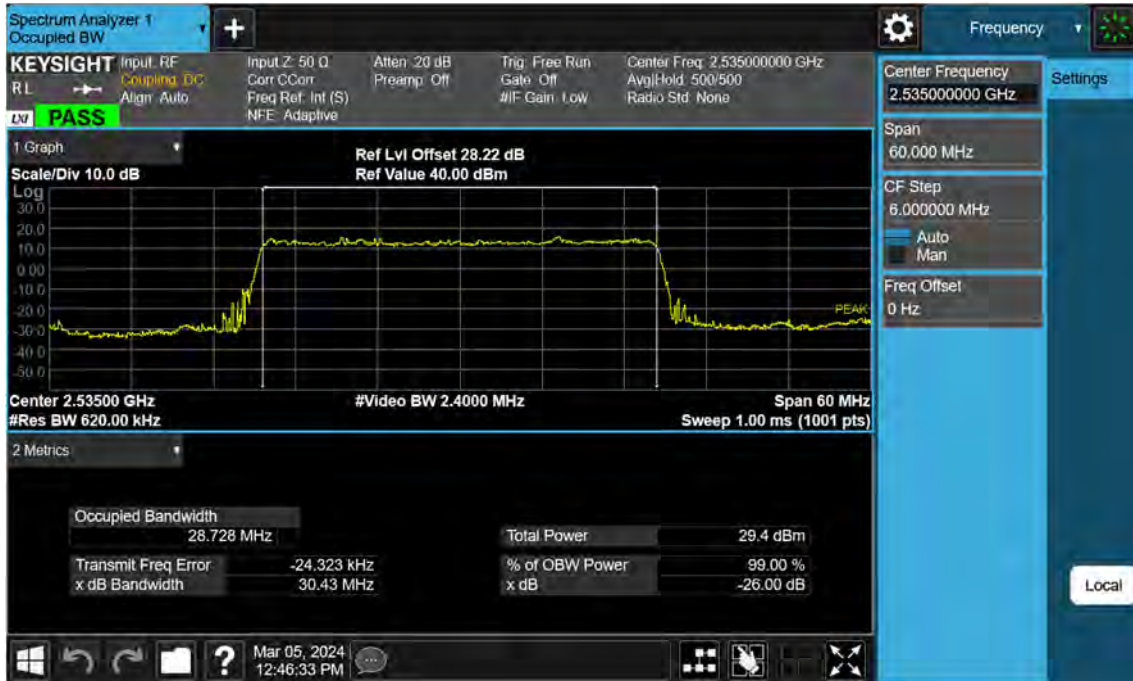 Spectrum Analyzer 1
Occupied BW
+
Frequency
KEYSIGHT
RL
LXI
PASS
Input: RF
Coupling: DC
Align: Auto
Input Z: 50 Ω
Corr CCorr
Freq Ref: Int (S)
NFE: Adaptive
Atten: 20 dB
Preamp: Off
Trig: Free Run
Gate: Off
#IF Gain: Low
Center Freq: 2.535000000 GHz
Avg|Hold: 500/500
Radio Std: None
Center Frequency
2.535000000 GHz
Settings
Span
60.000 MHz
CF Step
6.000000 MHz
Auto
Man
Freq Offset
0 Hz
1 Graph
Scale/Div 10.0 dB
Ref Lvl Offset 28.22 dB
Ref Value 40.00 dBm
Log
30.0
20.0
10.0
0.00
-10.0
-20.0
-30.0
-40.0
-50.0
PEAK
Center 2.53500 GHz
#Video BW 2.4000 MHz
Span 60 MHz
#Res BW 620.00 kHz
Sweep 1.00 ms (1001 pts)
2 Metrics
Occupied Bandwidth
28.728 MHz
Total Power 29.4 dBm
Transmit Freq Error -24.323 kHz
% of OBW Power 99.00 %
x dB Bandwidth 30.43 MHz
x dB -26.00 dB
Local
?
Mar 05, 2024
12:46:33 PM